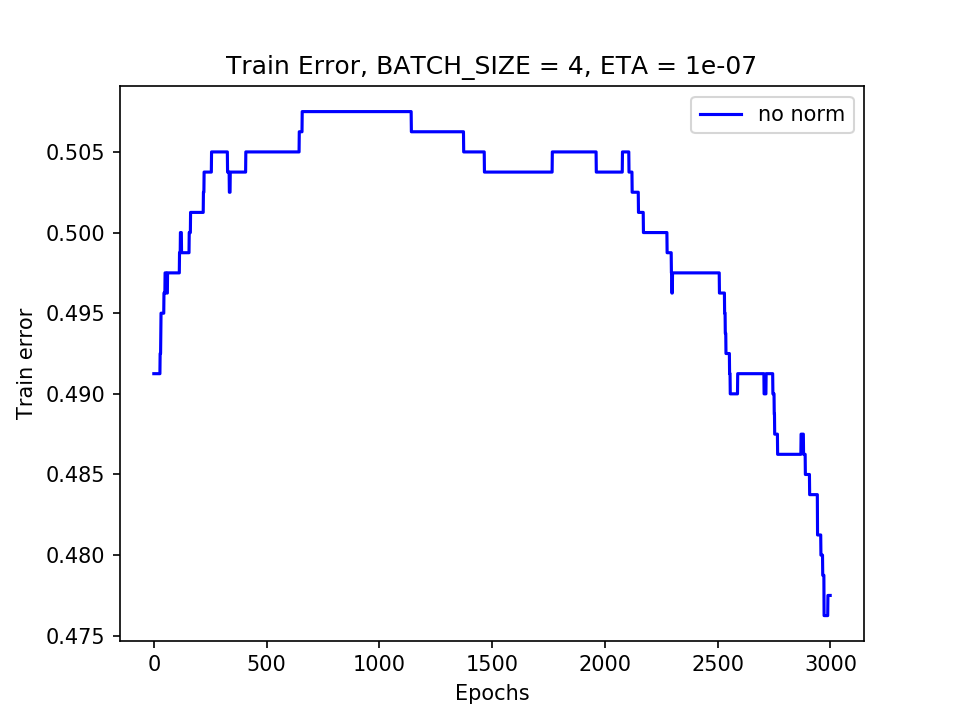 Train Error, BATCH_SIZE = 4, ETA = 1e-07
no norm
Train error
0.505
0.500
0.495
0.490
0.485
0.480
0.475
0 500 1000 1500 2000 2500 3000
Epochs